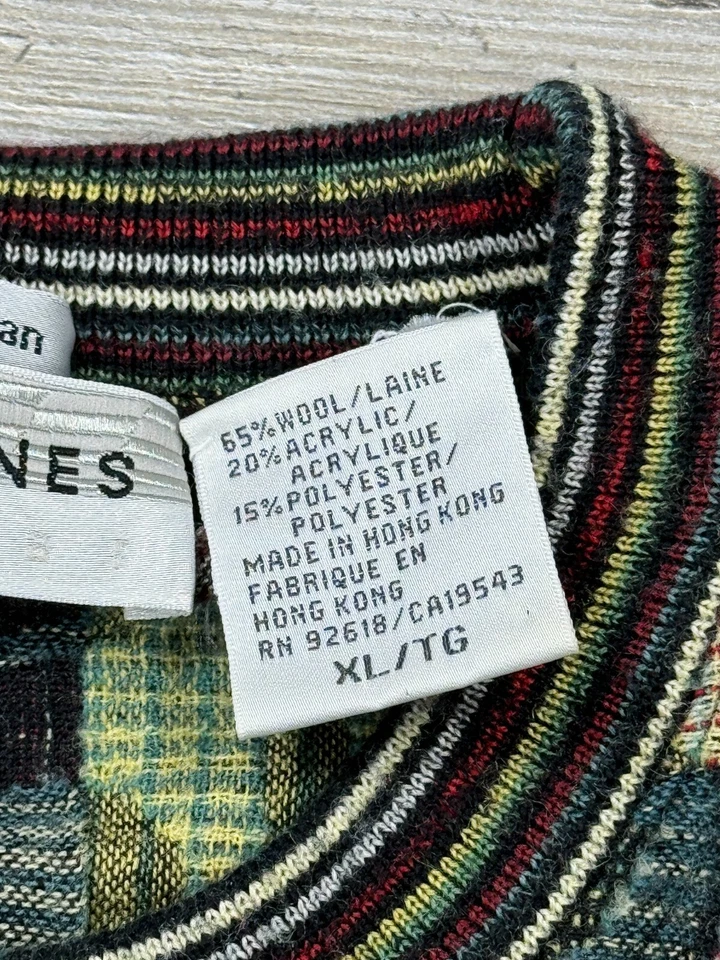 an
NES
65% WOOL/LAINE
20% ACRYLIC/
ACRYLIQUE
15% POLYESTER/
POLYESTER
MADE IN HONG KONG
FABRIQUE EN
HONG KONG
RN 92618/CA19543
XL/TG